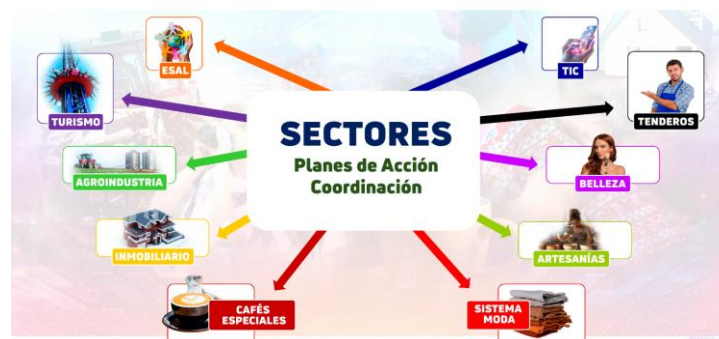 ESAL
TIC
TURISMO
TENDEROS
SECTORES
Planes de Acción
Coordinación
AGROINDUSTRIA
BELLEZA
INMOBILIARIO
ARTESANÍAS
CAFÉS
ESPECIALES
SISTEMA
MODA